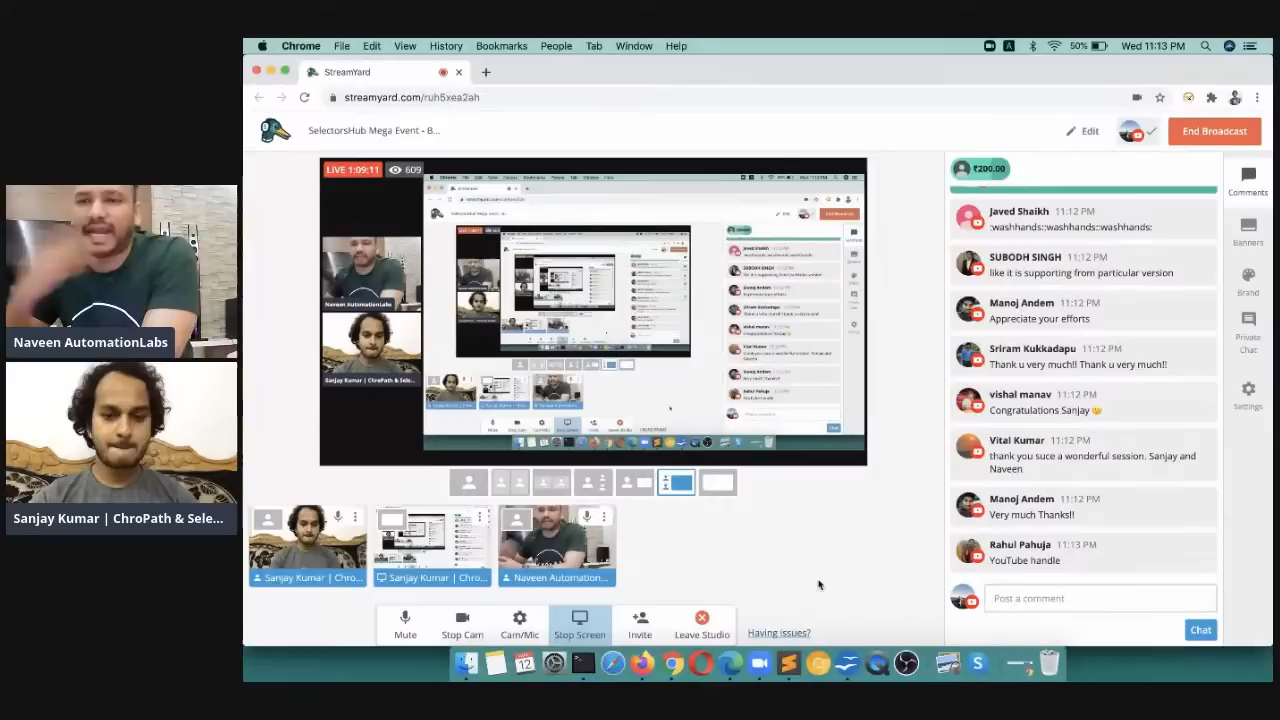 Chrome File Edit View History Bookmarks People Tab Window Help
A 50% Wed 11:13 PM
StreamYard
streamyard.com/ruh5xea2ah
SelectorsHub Mega Event - B...
Edit
End Broadcast
LIVE 1:09:11 609
Naveen AutomationLabs
Sanjay Kumar | ChroPath & Sele...
Naveen AutomationLabs
Sanjay Kumar | ChroPath & Sele...
Sanjay Kumar | Chro...
Sanjay Kumar | Chro...
Naveen Automation...
Mute
Stop Cam
Cam/Mic
Stop Screen
Invite
Leave Studio
Having issues?
₹200.00
Javed Shaikh 11:12 PM
:washhands::washhands::washhands:
SUBODH SINGH 11:12 PM
like it is supporting from particular version
Manoj Andem 11:12 PM
Appreciate your efforts
Sriram Kukkadapu 11:12 PM
Thank u very much!! Thank u very much!!
vishal manav 11:12 PM
Congratulations Sanjay
Vital Kumar 11:12 PM
thank you suce a wonderful session. Sanjay and
Naveen
Manoj Andem 11:12 PM
Very much Thanks!!
Rahul Pahuja 11:13 PM
YouTube handle
Post a comment
Chat
Comments
Banners
Brand
Private
Chat
Settings